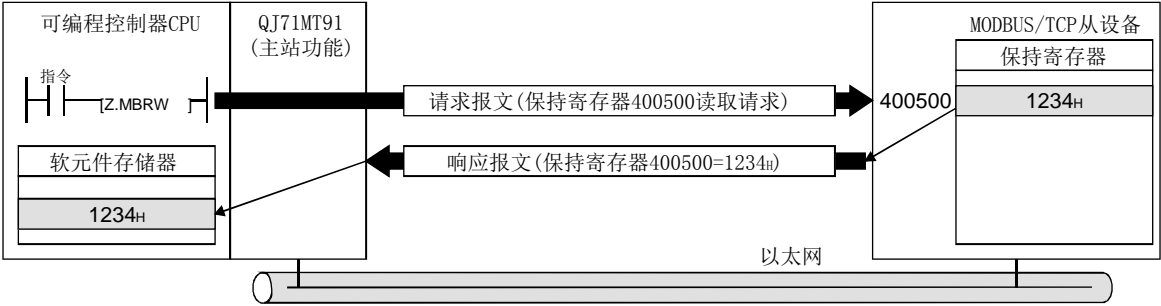 可编程控制器CPU
QJ71MT91
(主站功能)
MODBUS/TCP从设备
保持寄存器
指令
[Z.MBRW ]
请求报文(保持寄存器400500读取请求)
400500
1234H
软元件存储器
响应报文(保持寄存器400500=1234H)
1234H
以太网